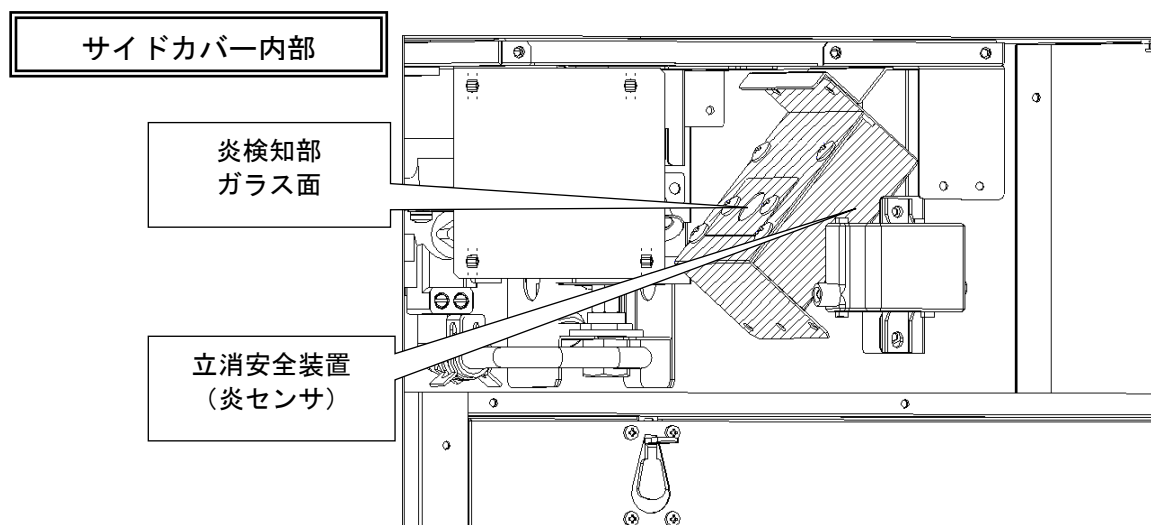 サイドカバー内部
炎検知部
ガラス面
立消安全装置
（炎センサ）